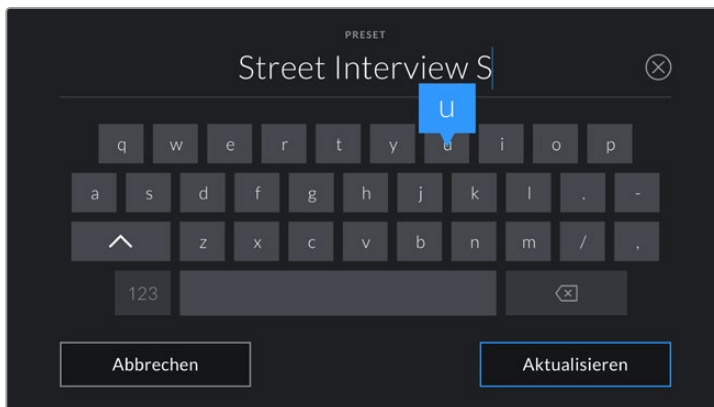 PRESET
Street Interview S
u
q w e r t y u i o p
a s d f g h j k l . -
z x c v b n m / ,
123
Abbrechen Aktualisieren